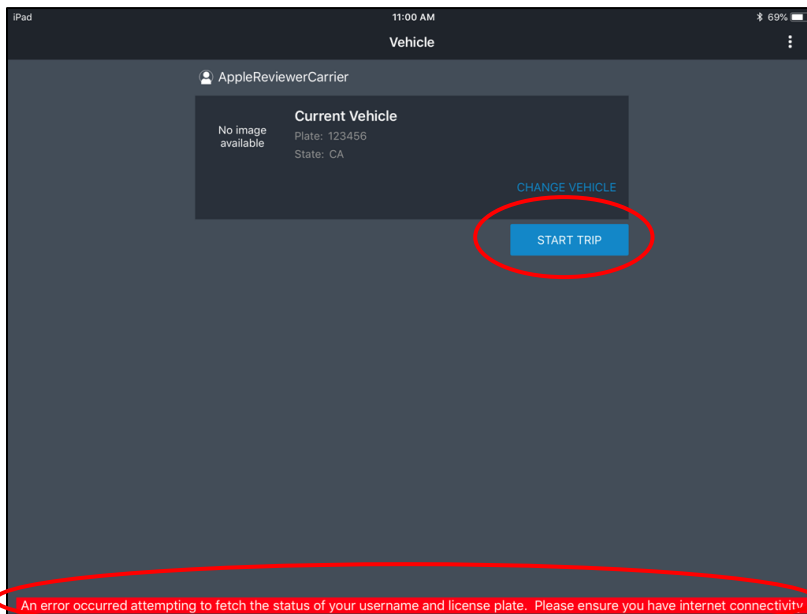 iPad 11:00 AM 69%
Vehicle
AppleReviewerCarrier
Current Vehicle
No image
available
Plate: 123456
State: CA
CHANGE VEHICLE
START TRIP
An error occurred attempting to fetch the status of your username and license plate.  Please ensure you have internet connectivity